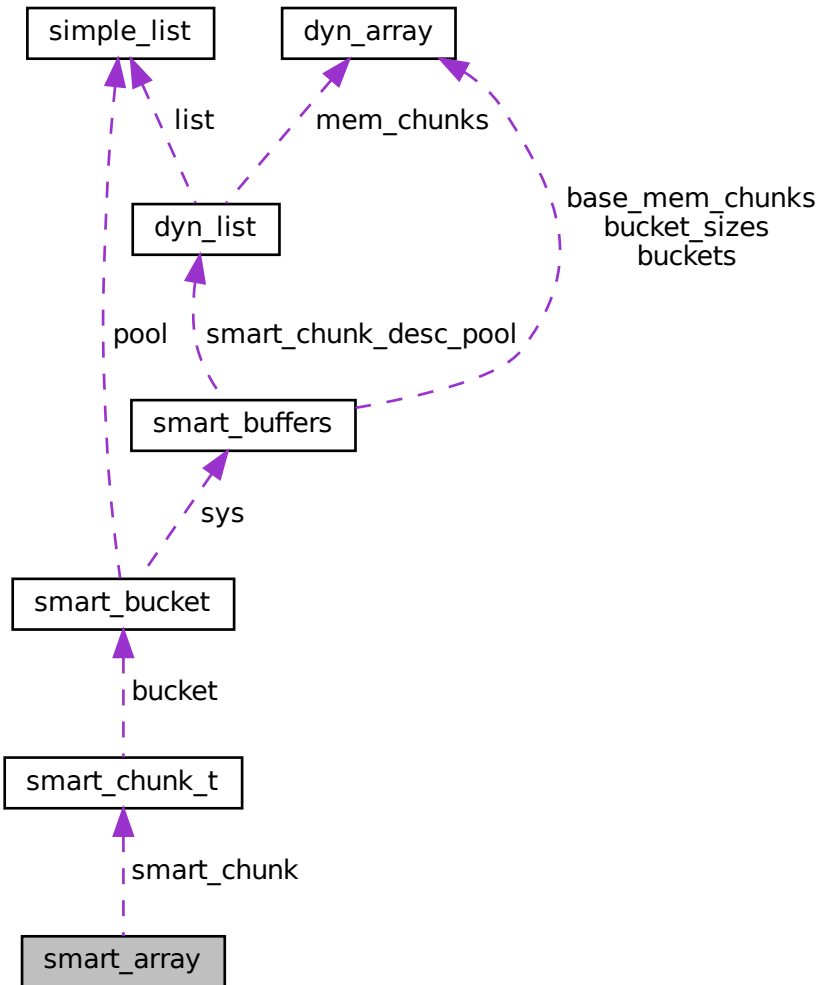 simple_list
dyn_array
list
mem_chunks
base_mem_chunks
bucket_sizes
buckets
dyn_list
pool
smart_chunk_desc_pool
smart_buffers
sys
smart_bucket
bucket
smart_chunk_t
smart_chunk
smart_array